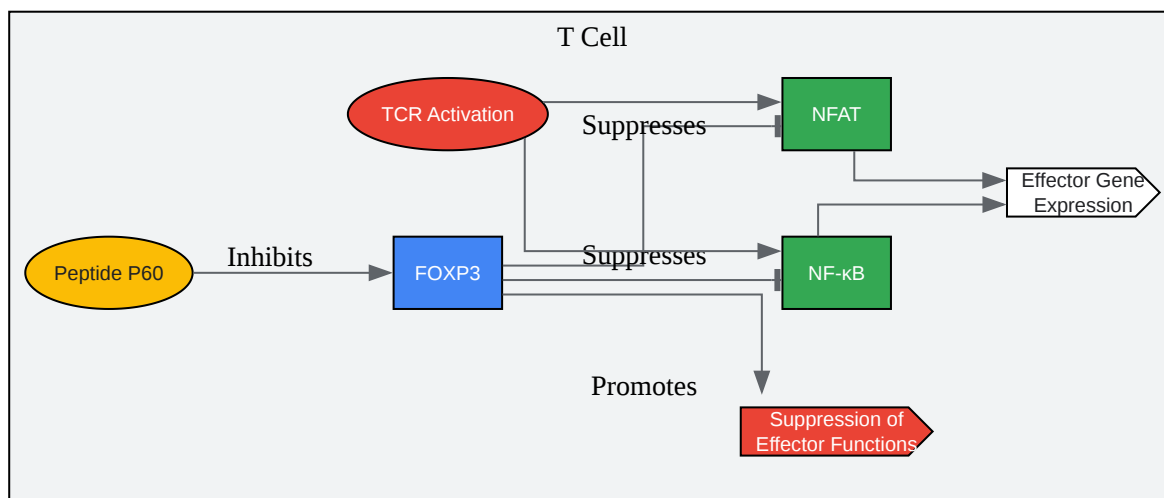 T Cell
TCR Activation
Suppresses
NFAT
Effector Gene
Expression
Peptide P60
Inhibits
FOXP3
Suppresses
NF-κB
Promotes
Suppression of
Effector Functions